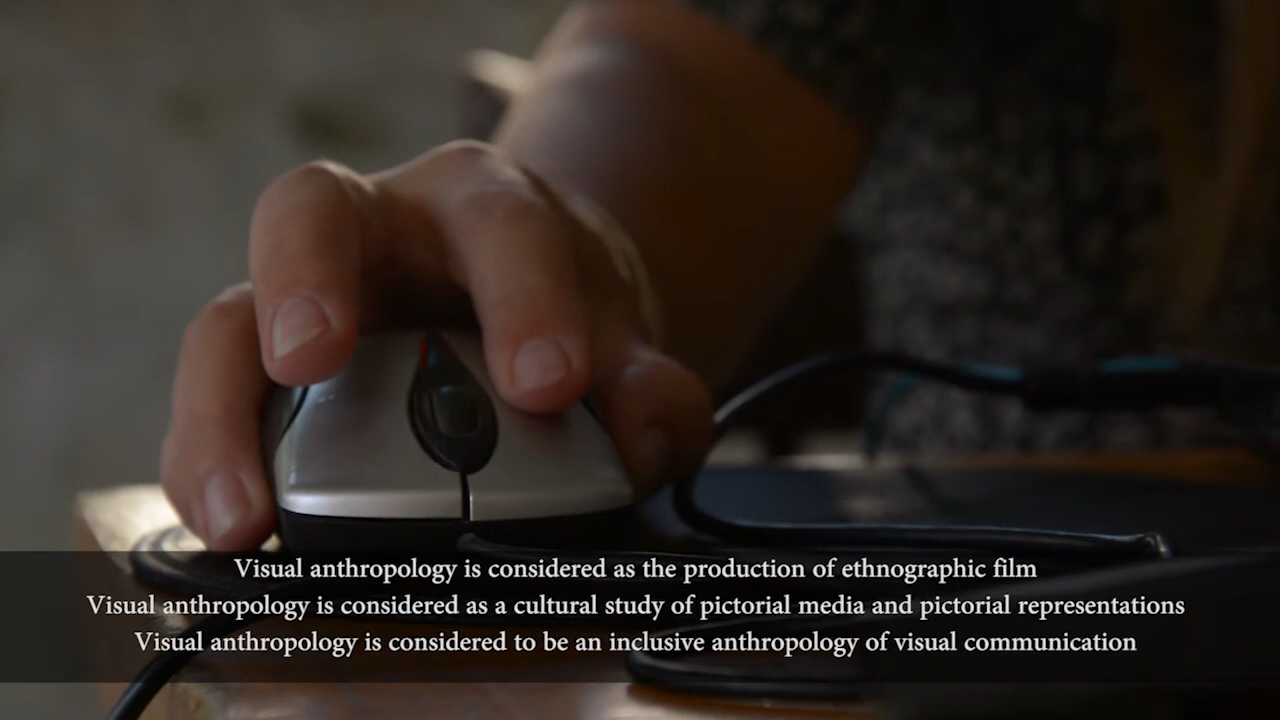 Visual anthropology is considered as the production of ethnographic film
Visual anthropology is considered as a cultural study of pictorial media and pictorial representations
Visual anthropology is considered to be an inclusive anthropology of visual communication